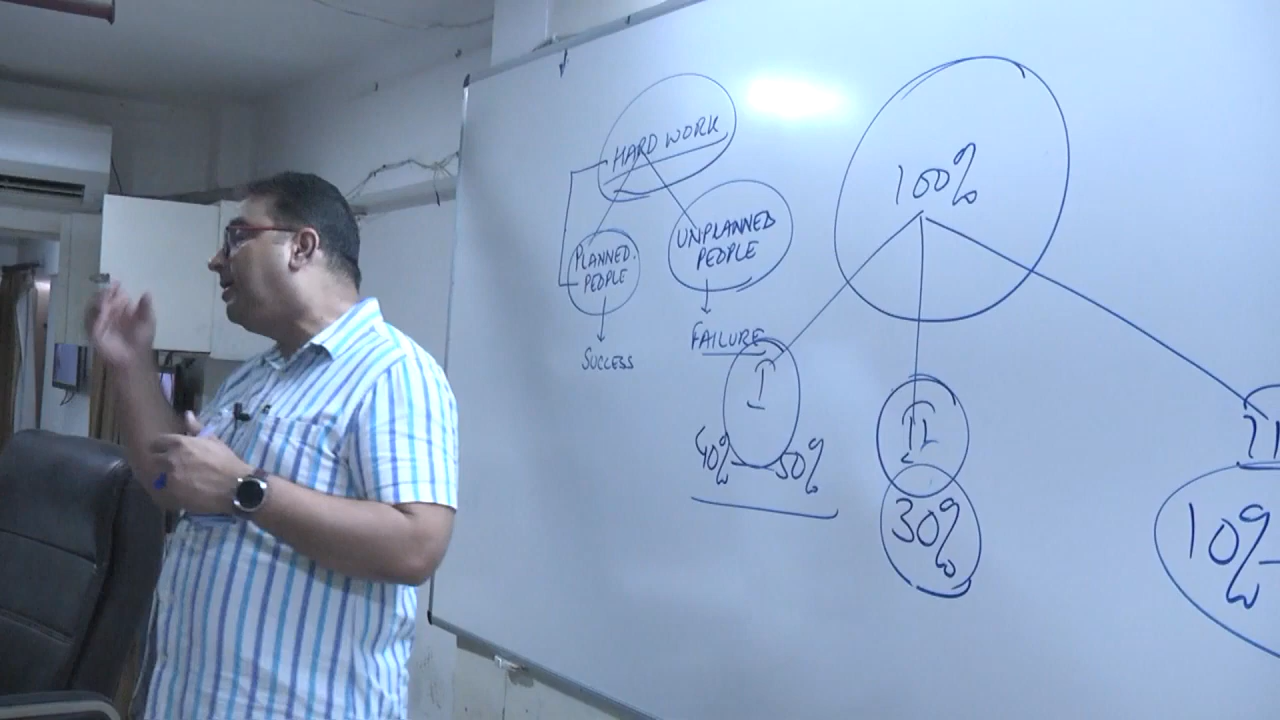 HARD WORK
PLANNED.
PEOPLE
SUCCESS
UNPLANNED
PEOPLE
FAILURE
100%
I
40% — 50%
II
30%
10% -